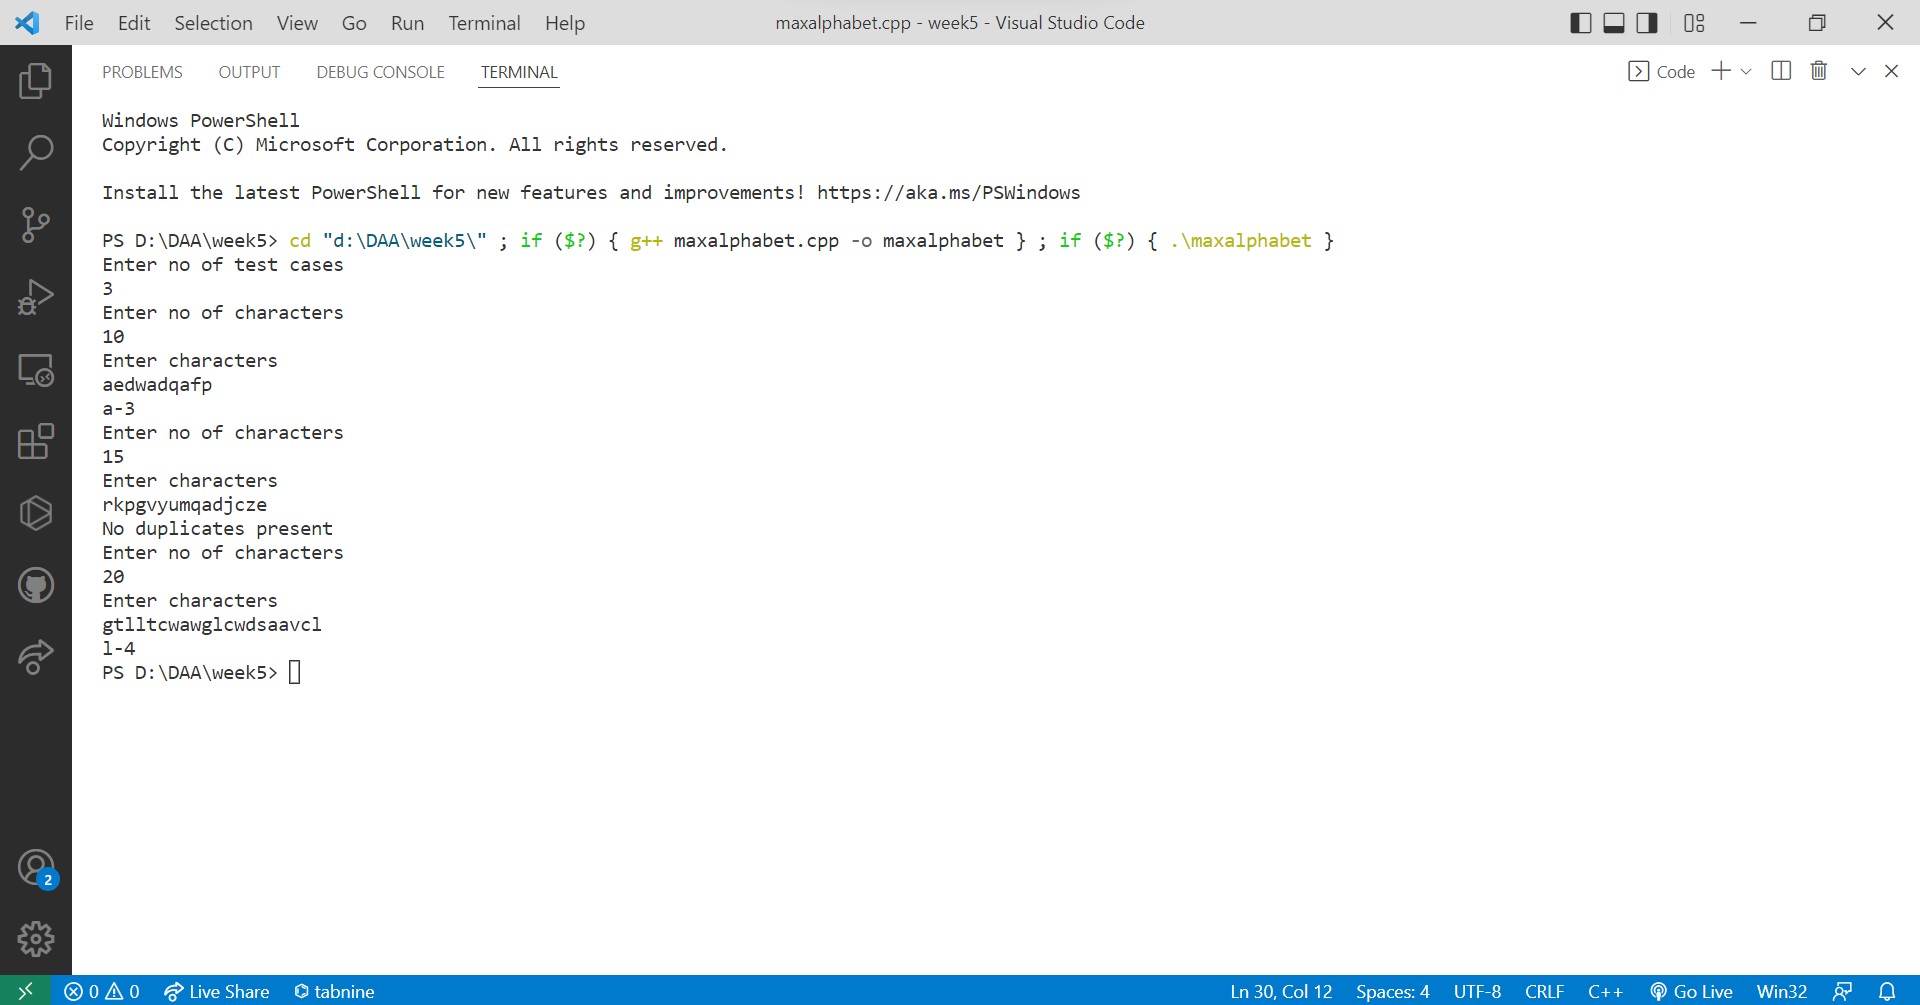 File Edit Selection View Go Run Terminal Help maxalphabet.cpp - week5 - Visual Studio Code
PROBLEMS OUTPUT DEBUG CONSOLE TERMINAL Code
Windows PowerShell
Copyright (C) Microsoft Corporation. All rights reserved.
Install the latest PowerShell for new features and improvements! https://aka.ms/PSWindows
PS D:\DAA\week5> cd "d:\DAA\week5\" ; if ($?) { g++ maxalphabet.cpp -o maxalphabet } ; if ($?) { .\maxalphabet }
Enter no of test cases
3
Enter no of characters
10
Enter characters
aedwadqafp
a-3
Enter no of characters
15
Enter characters
rkpgvyumqadjcze
No duplicates present
Enter no of characters
20
Enter characters
gtlltcwawglcwdsaavcl
l-4
PS D:\DAA\week5>
2
0 0 Live Share tabnine Ln 30, Col 12 Spaces: 4 UTF-8 CRLF C++ Go Live Win32